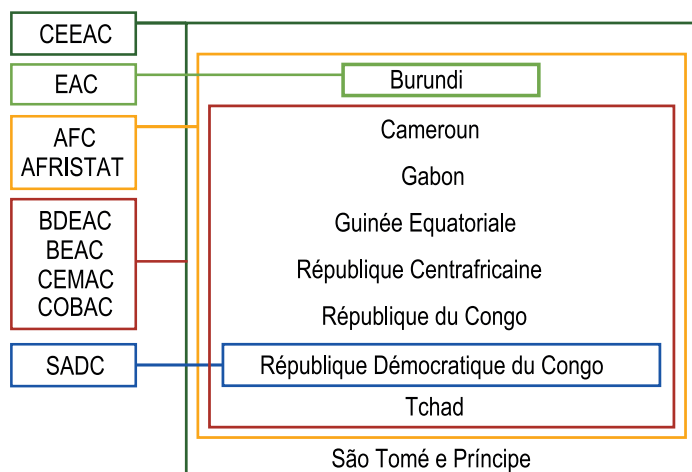 CEEAC
EAC
AFC
AFRISTAT
BDEAC
BEAC
CEMAC
COBAC
SADC
Burundi
Cameroun
Gabon
Guinée Equatoriale
République Centrafricaine
République du Congo
République Démocratique du Congo
Tchad
São Tomé e Príncipe